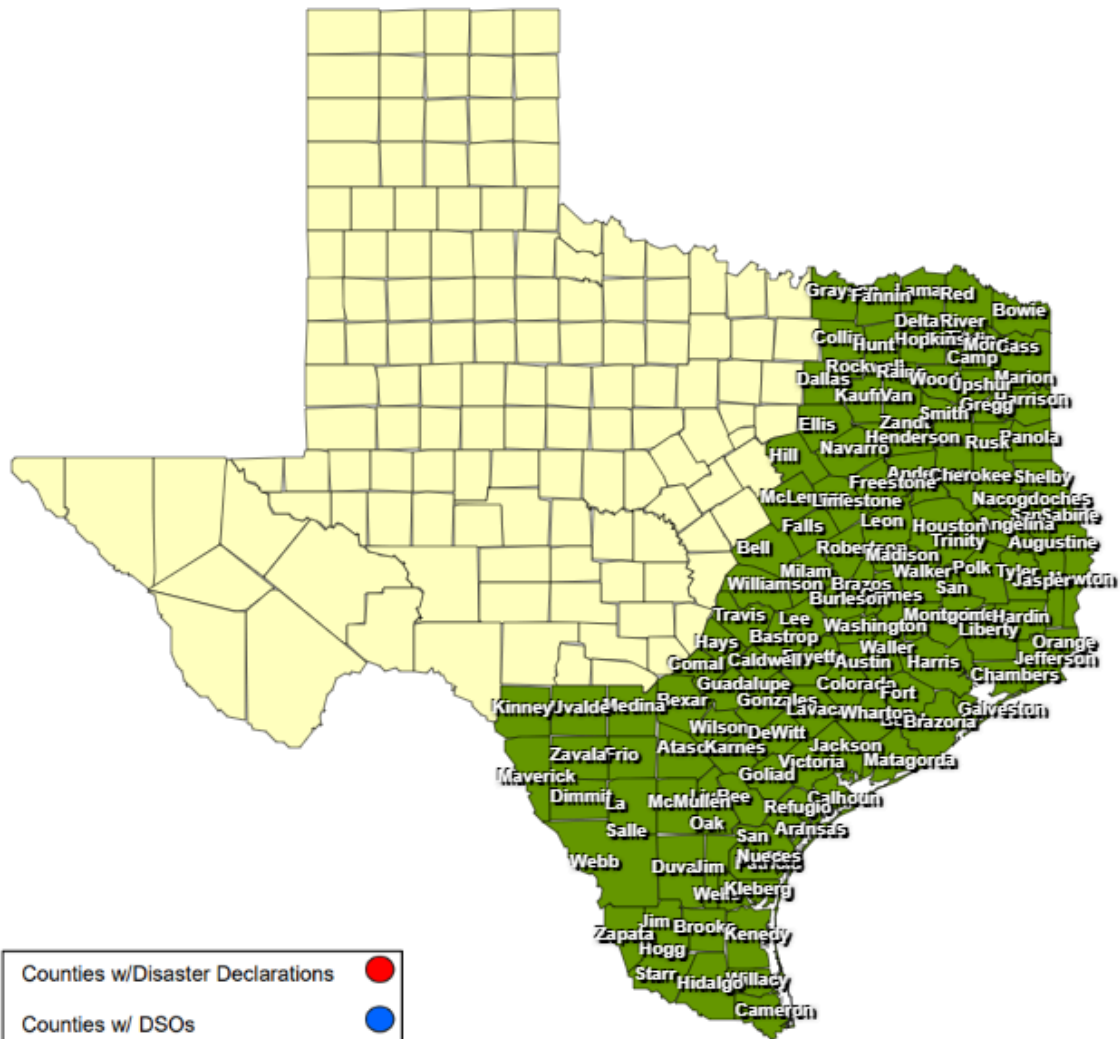 Grayson
Fannin
Lamar
Red
Bowie
Delta
River
Collin
Hunt
Hopkins
Cass
Camp
Rockwall
Rains
Wood
Upshur
Marion
Dallas
Kaufman
Van
Gregg
Harrison
Smith
Ellis
Zandt
Henderson
Rusk
Panola
Navarro
Hill
Cherokee
Shelby
Freestone
McLennan
Limestone
Nacogdoches
San
Sabine
Falls
Leon
Houston
Angelina
Trinity
Augustine
Bell
Robertson
Madison
Milam
Walker
Polk
Tyler
Jasper
Newton
Williamson
Brazos
San
Burleson
Grimes
Travis
Lee
Washington
Montgomery
Hardin
Liberty
Hays
Bastrop
Waller
Orange
Comal
Caldwell
Fayette
Austin
Harris
Jefferson
Chambers
Guadalupe
Colorado
Fort
Kinney
Uvalde
Medina
Bexar
Gonzales
Lavaca
Wharton
Brazoria
Galveston
Wilson
DeWitt
Zavala
Frio
Karnes
Jackson
Matagorda
Maverick
Victoria
Goliad
Dimmit
La
McMullen
Bee
Refugio
Calhoun
Salle
Oak
San
Aransas
Webb
Duval
Jim
Nueces
Wells
Kleberg
Zapata
Jim
Brooks
Kenedy
Hogg
Starr
Hidalgo
Willacy
Cameron
Counties w/Disaster Declarations
Counties w/ DSOs